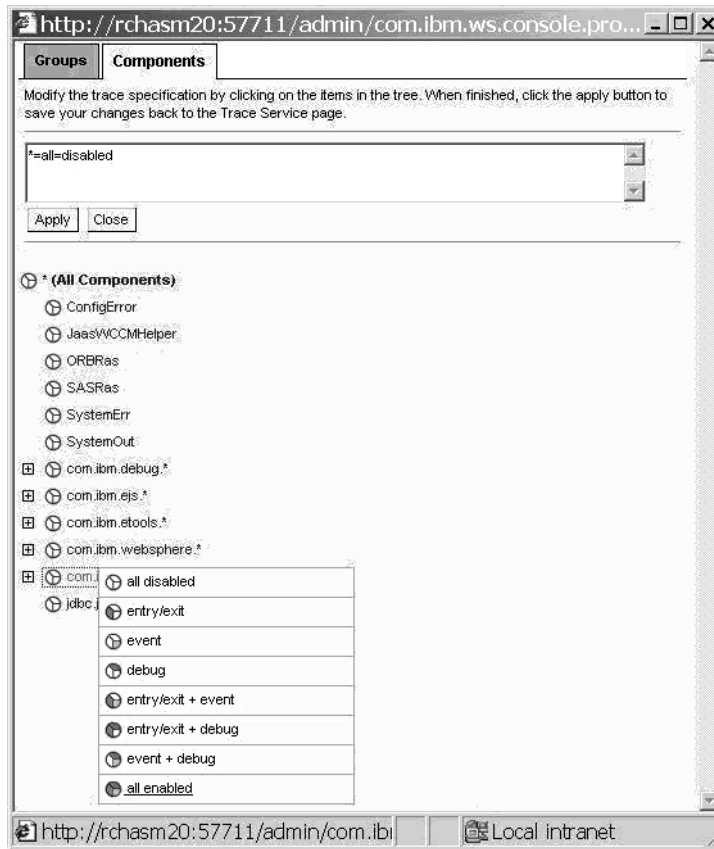 http://rchasm20:57711/admin/com.ibm.ws.console.pro...
Groups Components
Modify the trace specification by clicking on the items in the tree. When finished, click the apply button to
save your changes back to the Trace Service page.
*=all=disabled
Apply Close
* (All Components)
ConfigError
JaasWCCMHelper
ORBRas
SASRas
SystemErr
SystemOut
com.ibm.debug.*
com.ibm.ejs.*
com.ibm.etools.*
com.ibm.websphere.*
com.i
all disabled
jdbc.j
entry/exit
event
debug
entry/exit + event
entry/exit + debug
event + debug
all enabled
http://rchasm20:57711/admin/com.ib Local intranet